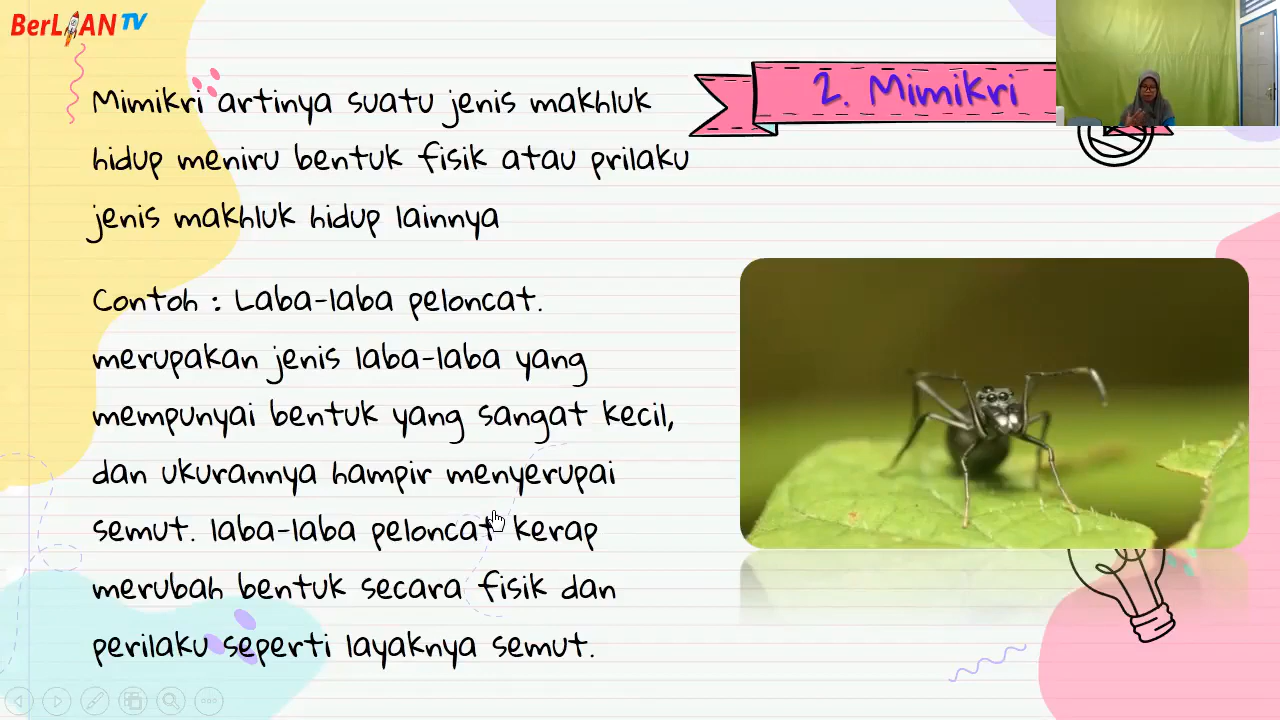 BerLIAN TV
2. Mimikri
Mimikri artinya suatu jenis makhluk
hidup meniru bentuk fisik atau prilaku
jenis makhluk hidup lainnya
Contoh : Laba-laba peloncat.
merupakan jenis laba-laba yang
mempunyai bentuk yang sangat kecil,
dan ukurannya hampir menyerupai
semut. laba-laba peloncat kerap
merubah bentuk secara fisik dan
perilaku seperti layaknya semut.